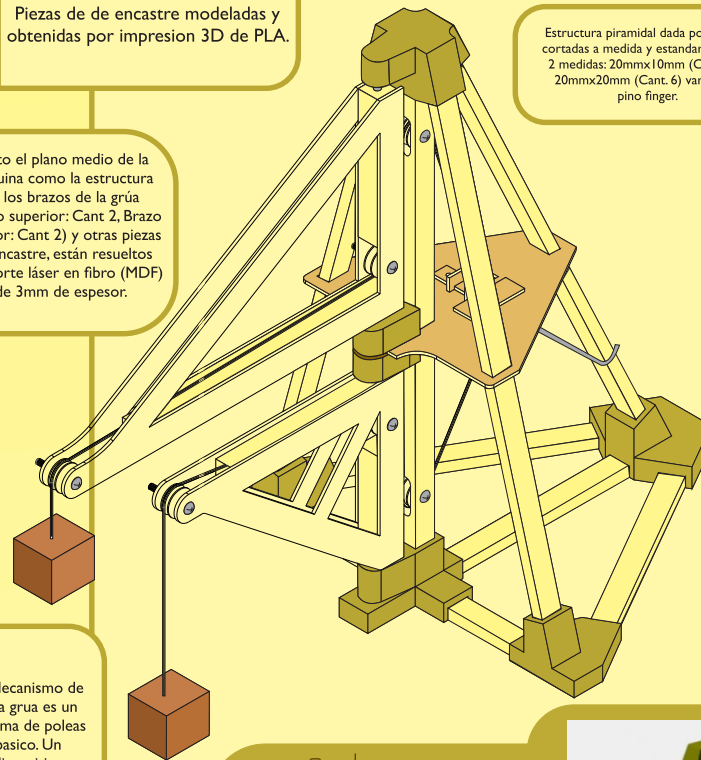 Piezas de de encastre modeladas y
obtenidas por impresion 3D de PLA.
Estructura piramidal dada po
cortadas a medida y estandar
2 medidas: 20mmx10mm (C
20mmx20mm (Cant. 6) var
pino finger.
to el plano medio de la
uina como la estructura
los brazos de la grúa
o superior: Cant 2, Brazo
or: Cant 2) y otras piezas
ncastre, están resueltos
orte láser en fibro (MDF)
de 3mm de espesor.
Mecanismo de
a grua es un
ma de poleas
basico. Un